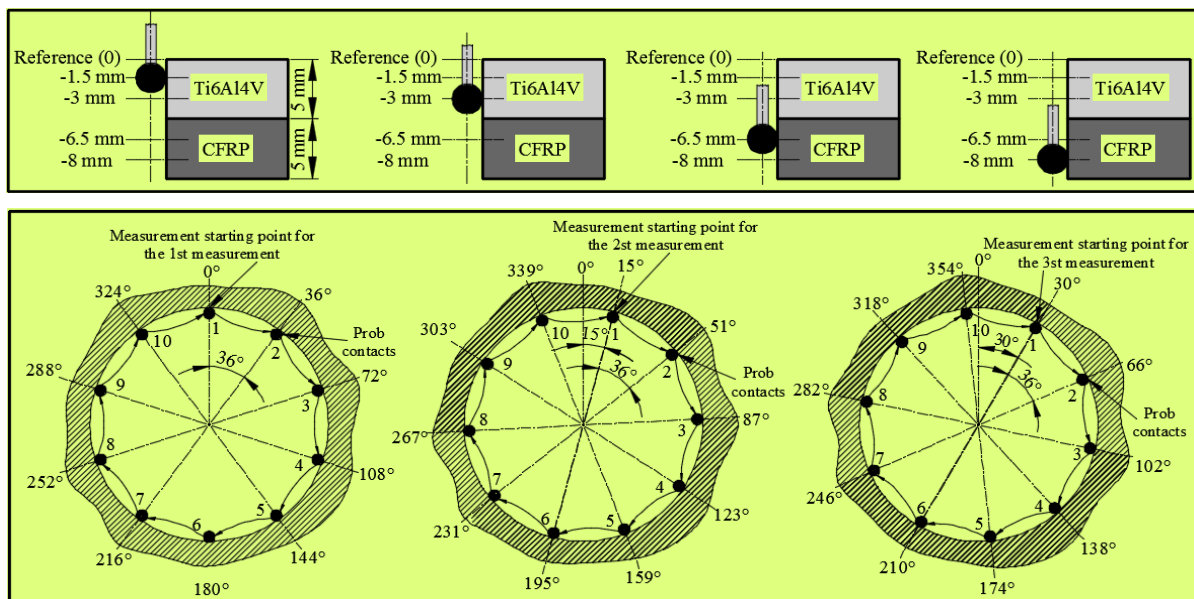 Reference (0)
-1.5 mm
-3 mm
-6.5 mm
-8 mm
Ti6Al4V
CFRP
5 mm
5 mm
Reference (0)
-1.5 mm
-3 mm
-6.5 mm
-8 mm
Ti6Al4V
CFRP
Reference (0)
-1.5 mm
-3 mm
-6.5 mm
-8 mm
Ti6Al4V
CFRP
Reference (0)
-1.5 mm
-3 mm
-6.5 mm
-8 mm
Ti6Al4V
CFRP
Measurement starting point for
the 1st measurement
0°
36°
72°
108°
144°
180°
216°
252°
288°
324°
1
2
3
4
5
6
7
8
9
10
36°
Prob
contacts
Measurement starting point for
the 2st measurement
0°
15°
51°
87°
123°
159°
195°
231°
267°
303°
339°
1
2
3
4
5
6
7
8
9
10
15°
36°
Prob
contacts
Measurement starting point for
the 3st measurement
0°
30°
66°
102°
138°
174°
210°
246°
282°
318°
354°
1
2
3
4
5
6
7
8
9
10
30°
36°
Prob
contacts